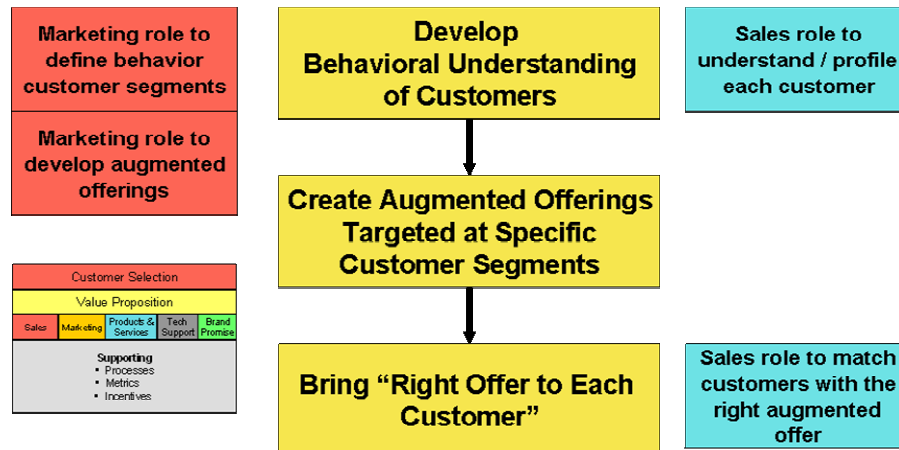 Marketing role to
define behavior
customer segments
Marketing role to
develop augmented
offerings
Develop
Behavioral Understanding
of Customers
Sales role to
understand / profile
each customer
Create Augmented Offerings
Targeted at Specific
Customer Segments
Customer Selection
Value Proposition
Sales
Marketing
Products &
Services
Tech
Support
Brand
Promise
Supporting
• Processes
• Metrics
• Incentives
Bring “Right Offer to Each
Customer”
Sales role to match
customers with the
right augmented
offer